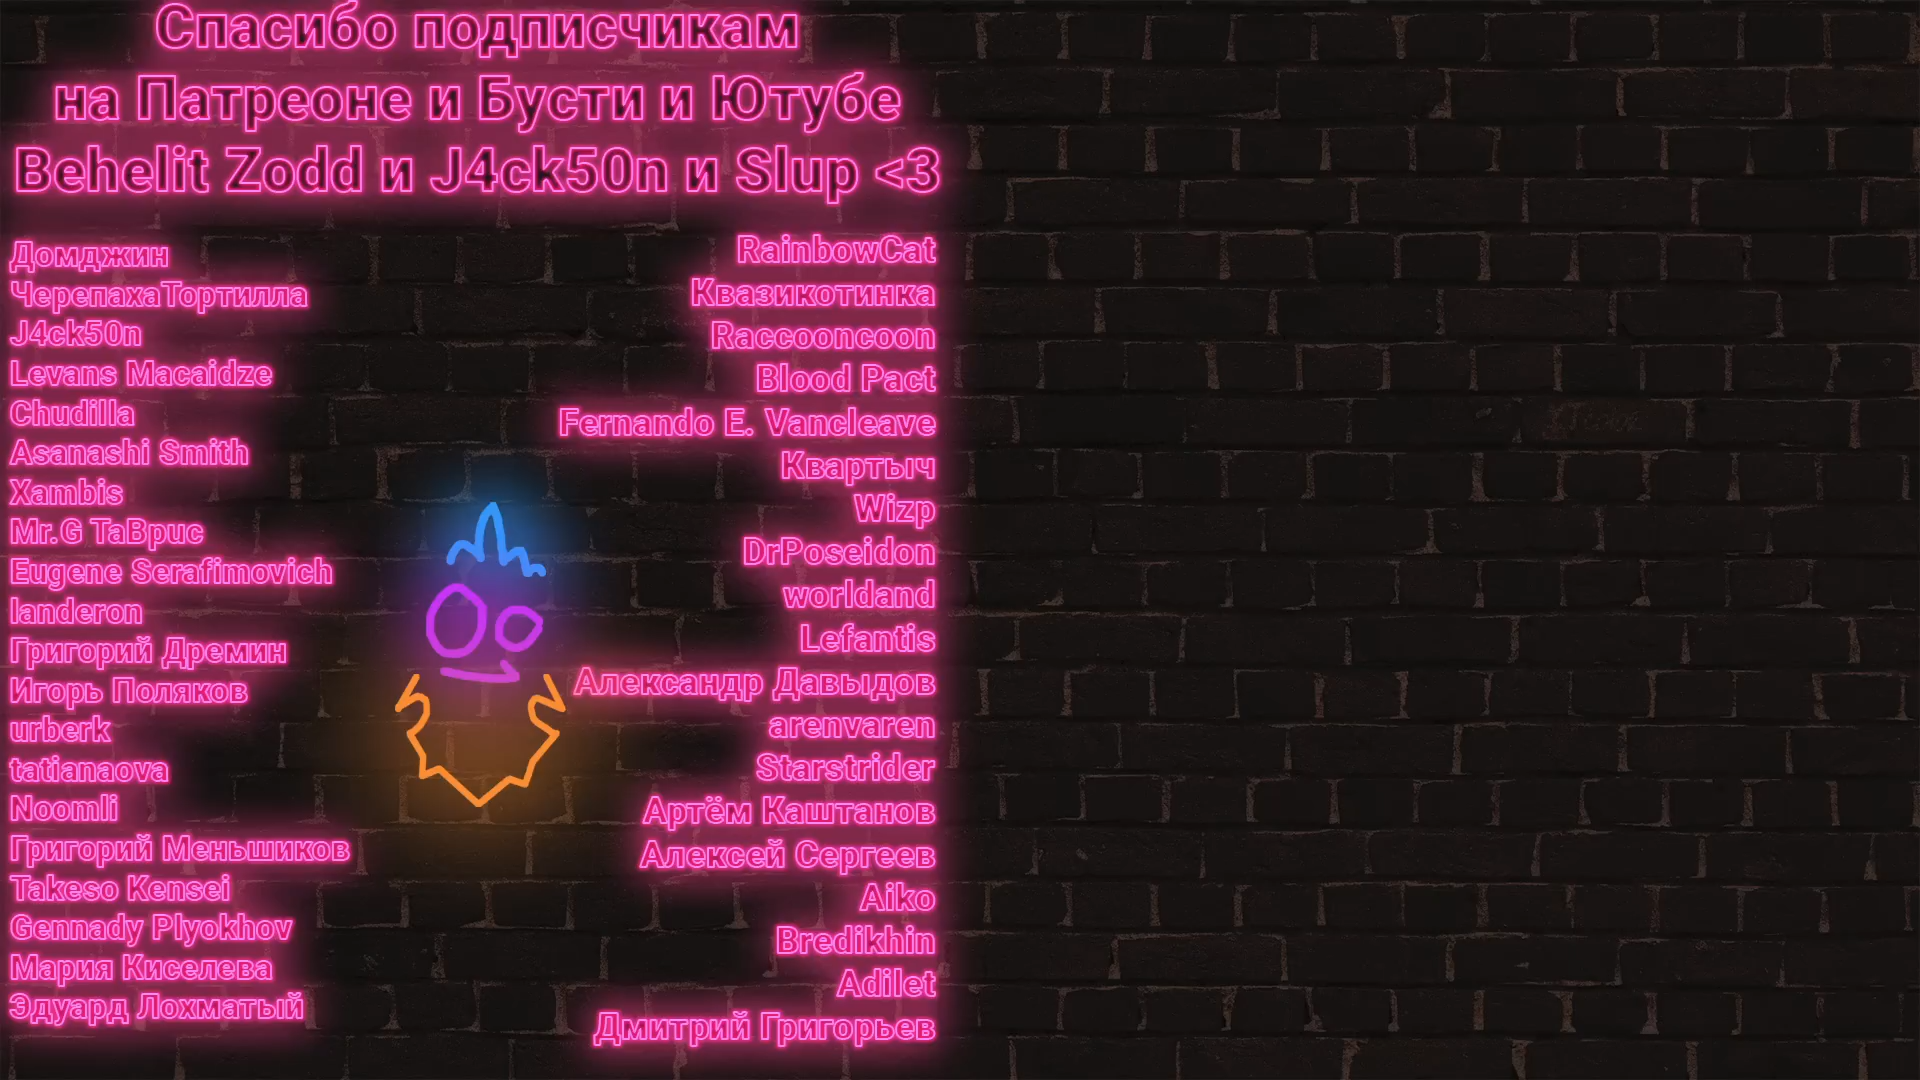 Спасибо подписчикам
на Патреоне и Бусти и Ютубе
Behelit Zodd и J4ck50n и Slup <3
Домджин
ЧерепахаТортилла
J4ck50n
Levans Macaidze
Chudilla
Asanashi Smith
Xambis
Mr.G TaBpuc
Eugene Serafimovich
landeron
Григорий Дремин
Игорь Поляков
urberk
tatianaova
Noomli
Григорий Меньшиков
Takeso Kensei
Gennady Plyokhov
Мария Киселева
Эдуард Лохматый
RainbowCat
Квазикотинка
Raccooncoon
Blood Pact
Fernando E. Vancleave
Квартыч
Wizp
DrPoseidon
worldand
Lefantis
Александр Давыдов
arenvaren
Starstrider
Артём Каштанов
Алексей Сергеев
Aiko
Bredikhin
Adilet
Дмитрий Григорьев